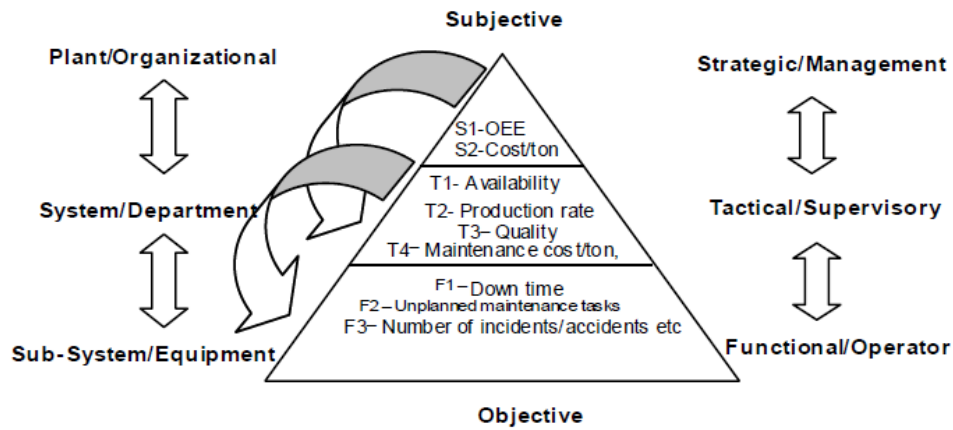 Subjective
Plant/Organizational
Strategic/Management
S1-OEE
S2-Cost/ton
T1- Availability
System/Department
T2- Production rate
Tactical/Supervisory
T3– Quality
T4– Maintenance cost/ton,
F1–Down time
F2–Unplanned maintenance tasks
F3– Number of incidents/accidents etc
Sub-System/Equipment
Functional/Operator
Objective